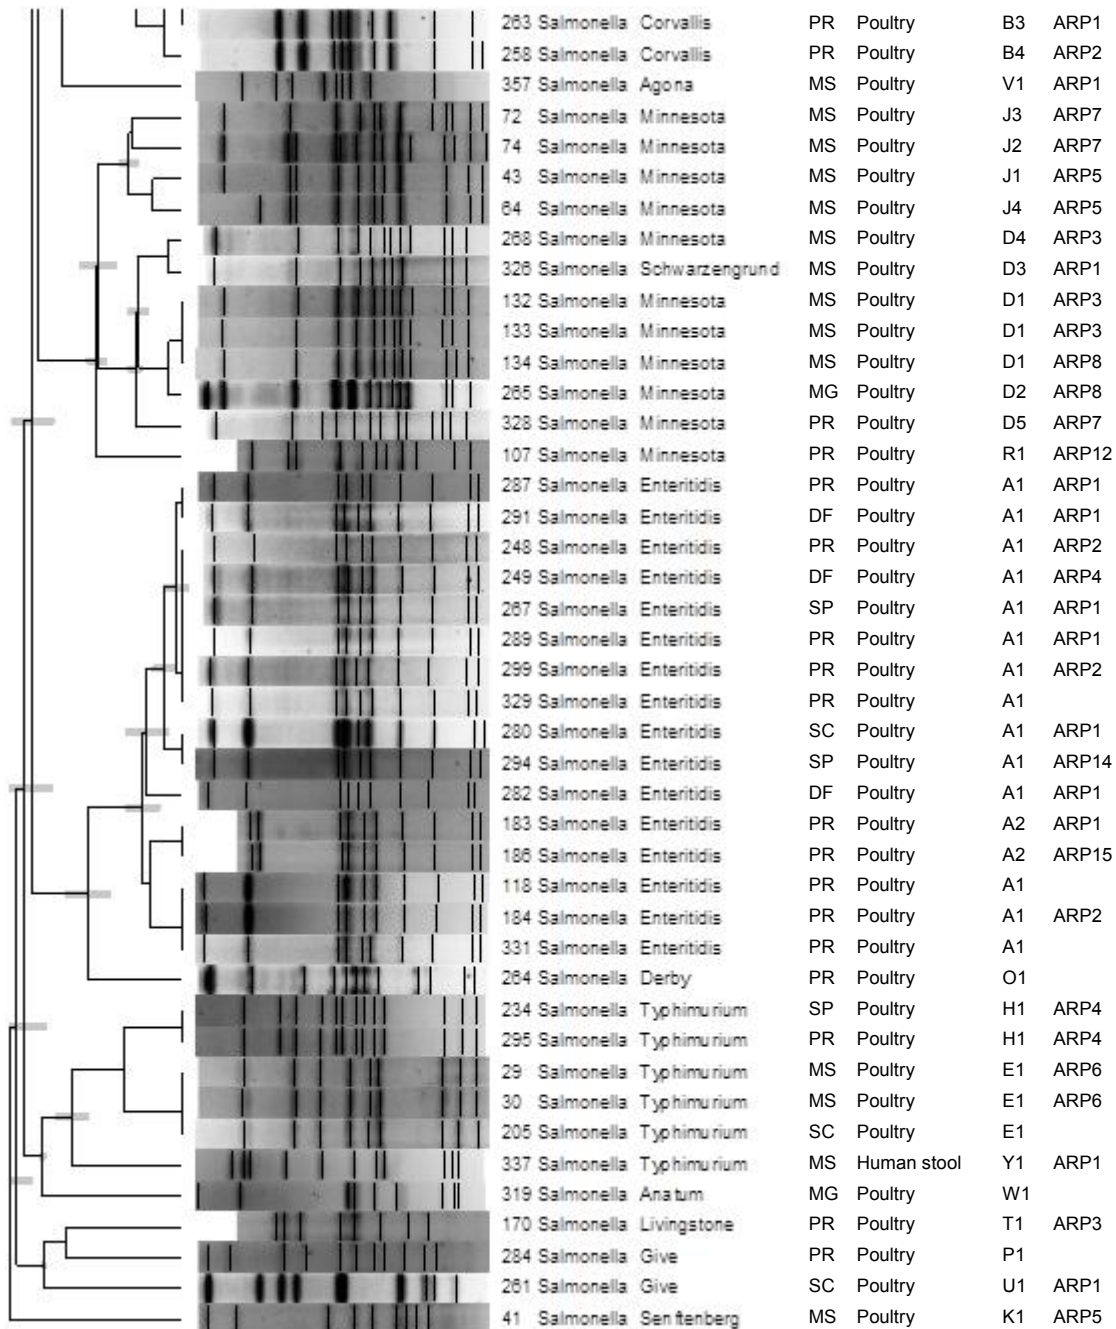 263 Salmonella Corvallis PR Poultry B3 ARP1
258 Salmonella Corvallis PR Poultry B4 ARP2
357 Salmonella Agona MS Poultry V1 ARP1
72 Salmonella Minnesota MS Poultry J3 ARP7
74 Salmonella Minnesota MS Poultry J2 ARP7
43 Salmonella Minnesota MS Poultry J1 ARP5
64 Salmonella Minnesota MS Poultry J4 ARP5
268 Salmonella Minnesota MS Poultry D4 ARP3
326 Salmonella Schwarzengrund MS Poultry D3 ARP1
132 Salmonella Minnesota MS Poultry D1 ARP3
133 Salmonella Minnesota MS Poultry D1 ARP3
134 Salmonella Minnesota MS Poultry D1 ARP8
265 Salmonella Minnesota MG Poultry D2 ARP8
328 Salmonella Minnesota PR Poultry D5 ARP7
107 Salmonella Minnesota PR Poultry R1 ARP12
287 Salmonella Enteritidis PR Poultry A1 ARP1
291 Salmonella Enteritidis DF Poultry A1 ARP1
248 Salmonella Enteritidis PR Poultry A1 ARP2
249 Salmonella Enteritidis DF Poultry A1 ARP4
267 Salmonella Enteritidis SP Poultry A1 ARP1
289 Salmonella Enteritidis PR Poultry A1 ARP1
299 Salmonella Enteritidis PR Poultry A1 ARP2
329 Salmonella Enteritidis PR Poultry A1
280 Salmonella Enteritidis SC Poultry A1 ARP1
294 Salmonella Enteritidis SP Poultry A1 ARP14
282 Salmonella Enteritidis DF Poultry A1 ARP1
183 Salmonella Enteritidis PR Poultry A2 ARP1
186 Salmonella Enteritidis PR Poultry A2 ARP15
118 Salmonella Enteritidis PR Poultry A1
184 Salmonella Enteritidis PR Poultry A1 ARP2
331 Salmonella Enteritidis PR Poultry A1
264 Salmonella Derby PR Poultry O1
234 Salmonella Typhimurium SP Poultry H1 ARP4
295 Salmonella Typhimurium PR Poultry H1 ARP4
29 Salmonella Typhimurium MS Poultry E1 ARP6
30 Salmonella Typhimurium MS Poultry E1 ARP6
205 Salmonella Typhimurium SC Poultry E1
337 Salmonella Typhimurium MS Human stool Y1 ARP1
319 Salmonella Anatum MG Poultry W1
170 Salmonella Livingstone PR Poultry T1 ARP3
284 Salmonella Give PR Poultry P1
261 Salmonella Give SC Poultry U1 ARP1
41 Salmonella Senftenberg MS Poultry K1 ARP5